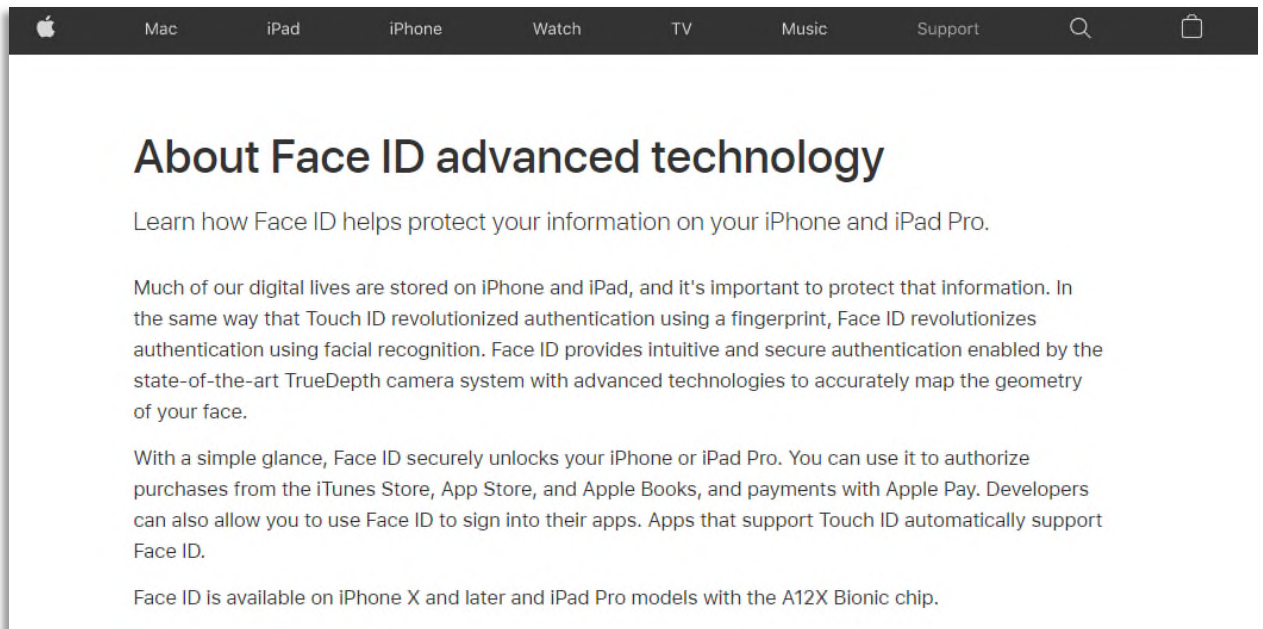 Mac iPad iPhone Watch TV Music Support
About Face ID advanced technology
Learn how Face ID helps protect your information on your iPhone and iPad Pro.
Much of our digital lives are stored on iPhone and iPad, and it's important to protect that information. In
the same way that Touch ID revolutionized authentication using a fingerprint, Face ID revolutionizes
authentication using facial recognition. Face ID provides intuitive and secure authentication enabled by the
state-of-the-art TrueDepth camera system with advanced technologies to accurately map the geometry
of your face.
With a simple glance, Face ID securely unlocks your iPhone or iPad Pro. You can use it to authorize
purchases from the iTunes Store, App Store, and Apple Books, and payments with Apple Pay. Developers
can also allow you to use Face ID to sign into their apps. Apps that support Touch ID automatically support
Face ID.
Face ID is available on iPhone X and later and iPad Pro models with the A12X Bionic chip.